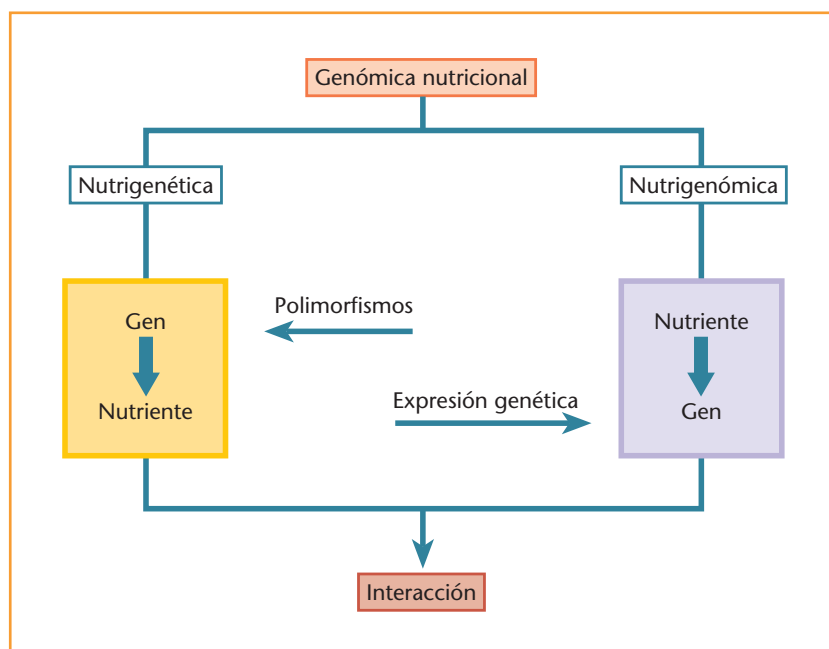 Genómica nutricional
Nutrigenética
Nutrigenómica
Polimorfismos
Gen
Nutriente
Expresión genética
Nutriente
Gen
Interacción